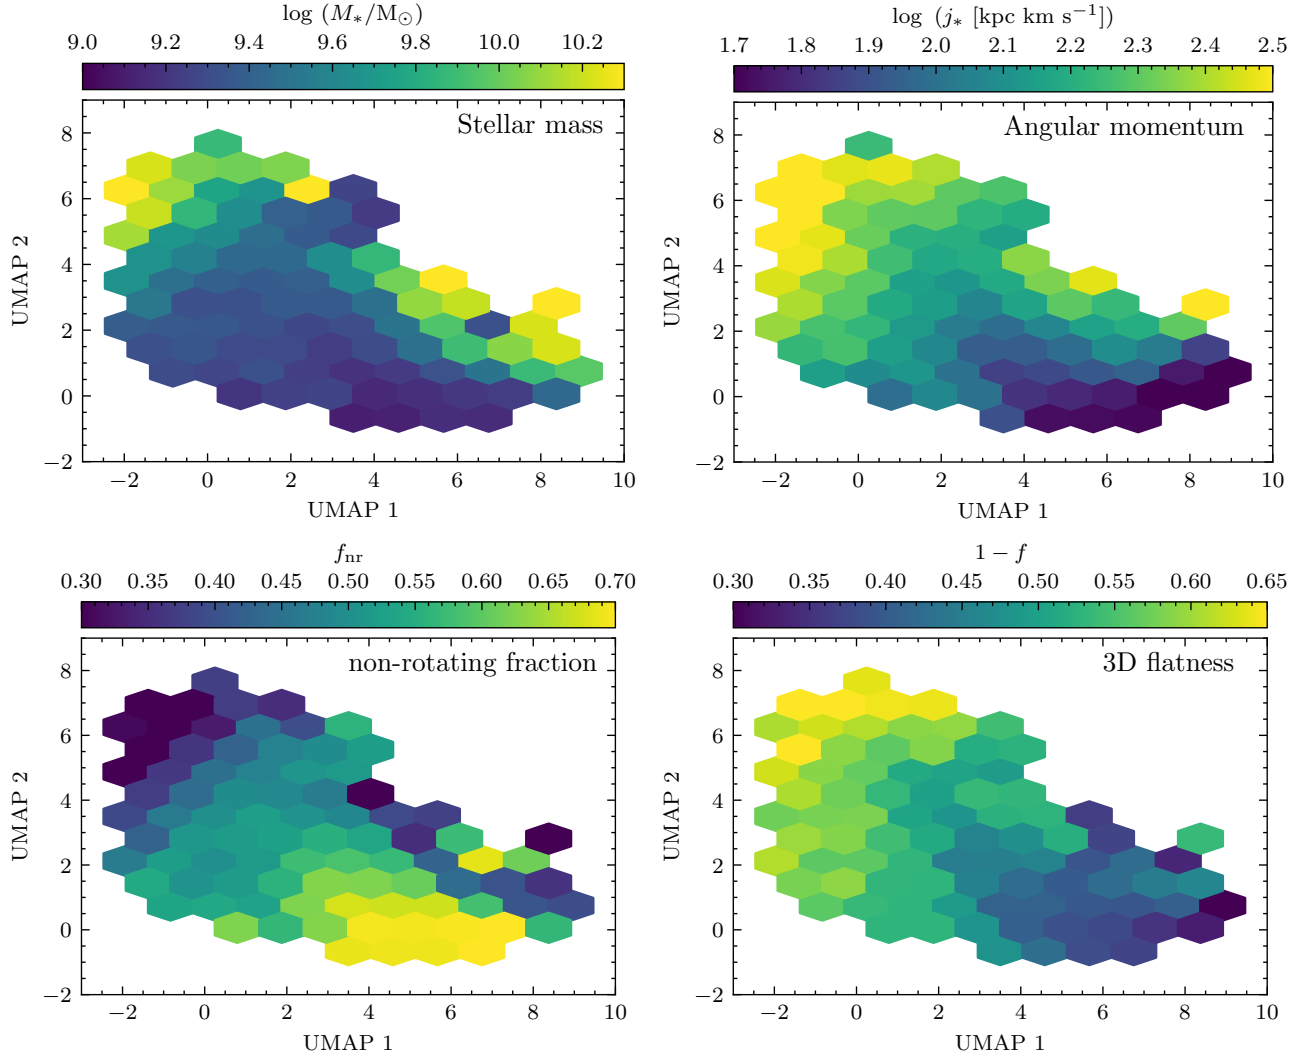 log (M*/M⊙)
9.0 9.2 9.4 9.6 9.8 10.0 10.2
Stellar mass
8
6
4
2
0
−2
−2 0 2 4 6 8 10
UMAP 1
UMAP 2
log (j* [kpc km s⁻¹])
1.7 1.8 1.9 2.0 2.1 2.2 2.3 2.4 2.5
Angular momentum
8
6
4
2
0
−2
−2 0 2 4 6 8 10
UMAP 1
UMAP 2
fnr
0.30 0.35 0.40 0.45 0.50 0.55 0.60 0.65 0.70
non-rotating fraction
8
6
4
2
0
−2
−2 0 2 4 6 8 10
UMAP 1
UMAP 2
1 − f
0.30 0.35 0.40 0.45 0.50 0.55 0.60 0.65
3D flatness
8
6
4
2
0
−2
−2 0 2 4 6 8 10
UMAP 1
UMAP 2